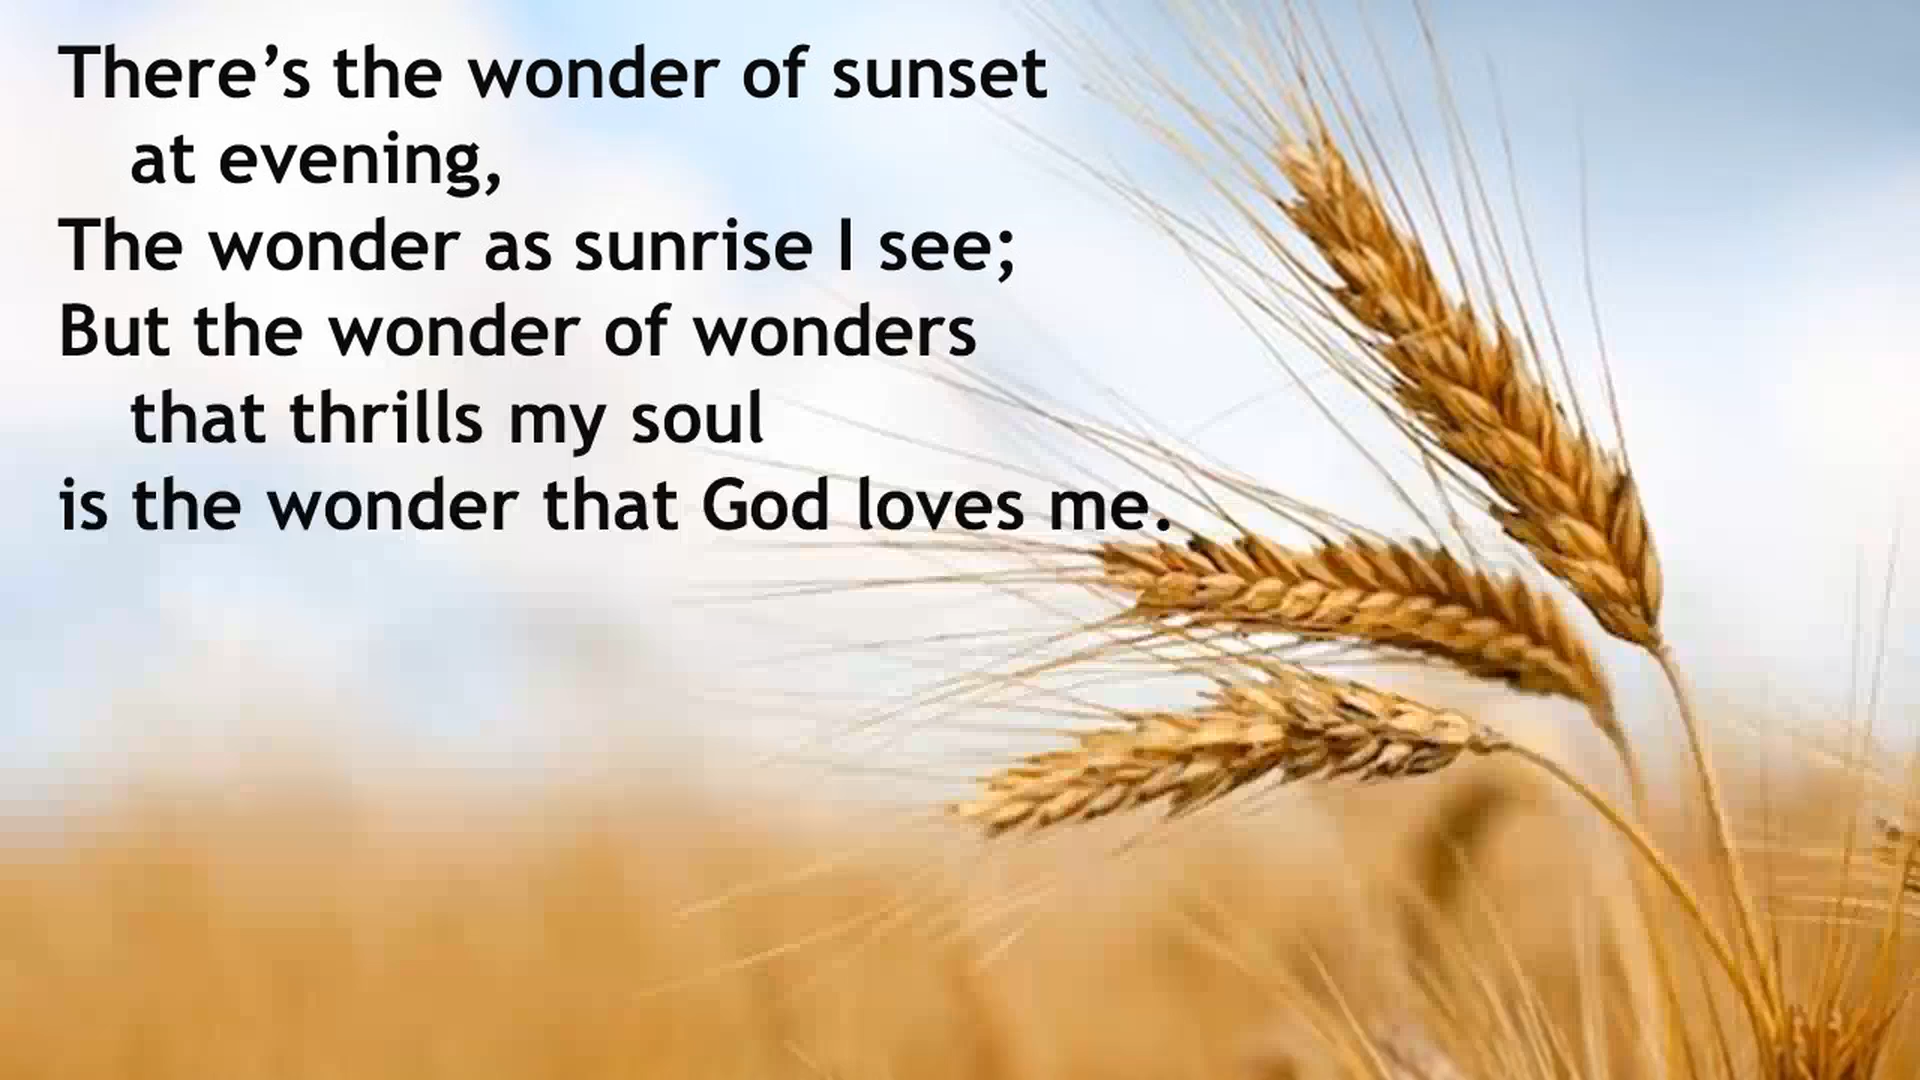 There’s the wonder of sunset
at evening,
The wonder as sunrise I see;
But the wonder of wonders
that thrills my soul
is the wonder that God loves me.